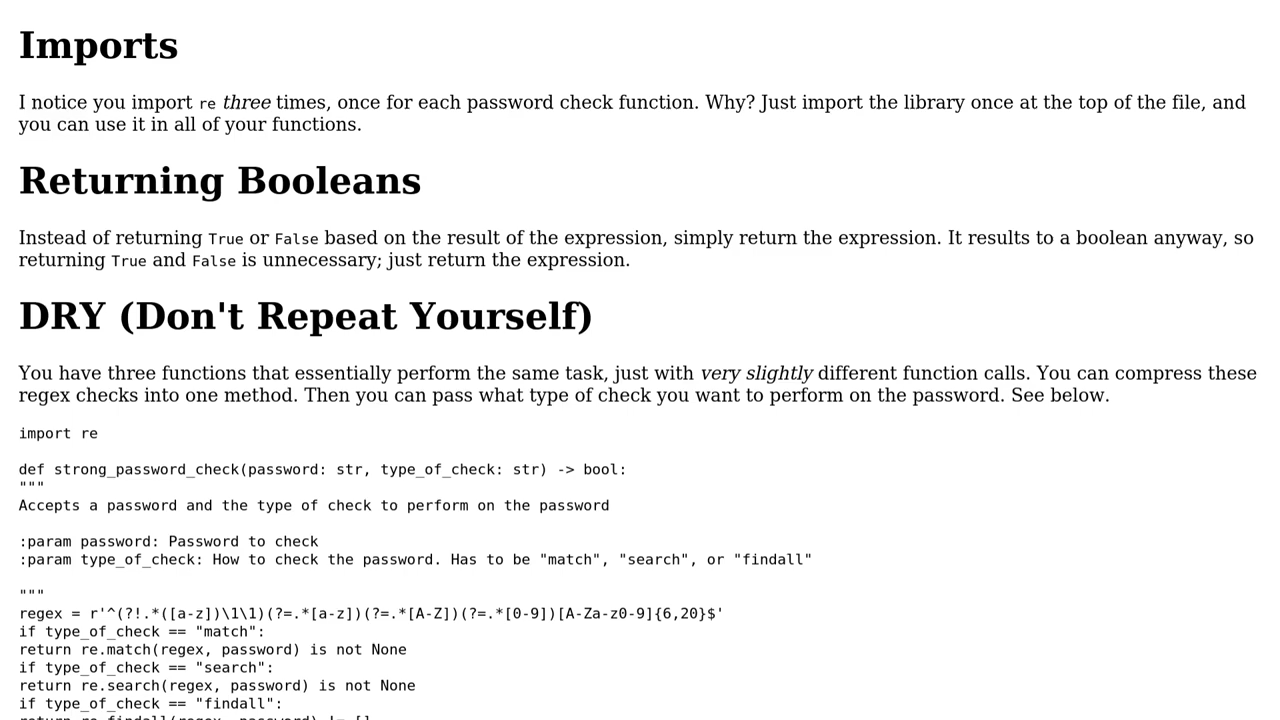 Imports
I notice you import re three times, once for each password check function. Why? Just import the library once at the top of the file, and
you can use it in all of your functions.
Returning Booleans
Instead of returning True or False based on the result of the expression, simply return the expression. It results to a boolean anyway, so
returning True and False is unnecessary; just return the expression.
DRY (Don't Repeat Yourself)
You have three functions that essentially perform the same task, just with very slightly different function calls. You can compress these
regex checks into one method. Then you can pass what type of check you want to perform on the password. See below.
import re
def strong_password_check(password: str, type_of_check: str) -> bool:
"""
Accepts a password and the type of check to perform on the password
:param password: Password to check
:param type_of_check: How to check the password. Has to be "match", "search", or "findall"
"""
regex = r'^(?!.*([a-z])\1\1)(?=.*[a-z])(?=.*[A-Z])(?=.*[0-9])[A-Za-z0-9]{6,20}$'
if type_of_check == "match":
return re.match(regex, password) is not None
if type_of_check == "search":
return re.search(regex, password) is not None
if type_of_check == "findall":
return re.findall(regex, password) != []